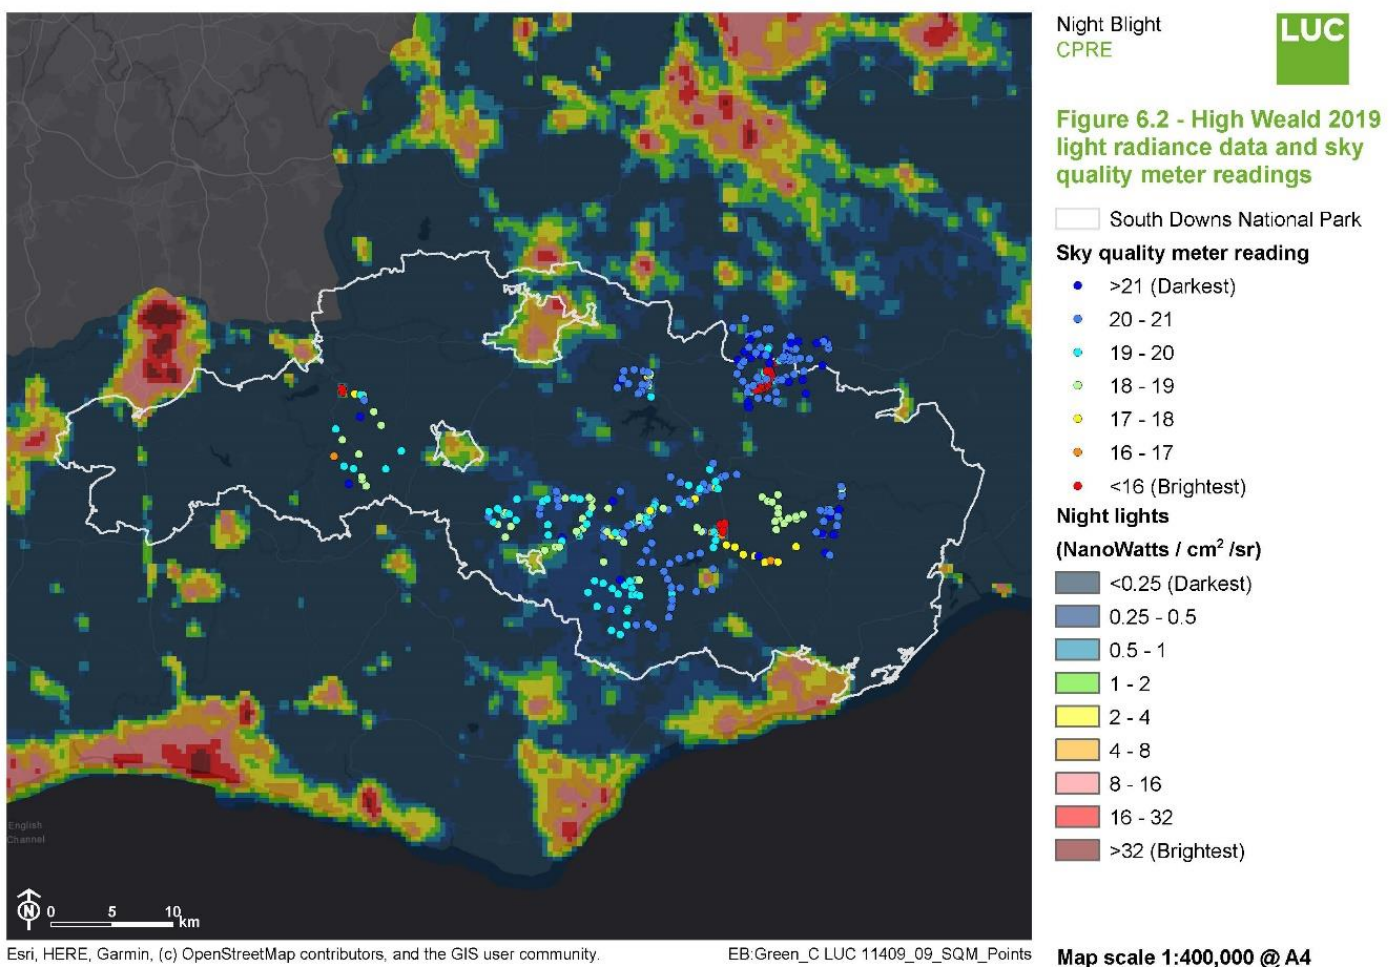 Night Blight
CPRE
LUC
Figure 6.2 - High Weald 2019
light radiance data and sky
quality meter readings
South Downs National Park
Sky quality meter reading
>21 (Darkest)
20 - 21
19 - 20
18 - 19
17 - 18
16 - 17
<16 (Brightest)
Night lights
(NanoWatts / cm² /sr)
<0.25 (Darkest)
0.25 - 0.5
0.5 - 1
1 - 2
2 - 4
4 - 8
8 - 16
16 - 32
>32 (Brightest)
English
Channel
N
0 5 10
km
Esri, HERE, Garmin, (c) OpenStreetMap contributors, and the GIS user community.
EB:Green_C LUC 11409_09_SQM_Points
Map scale 1:400,000 @ A4